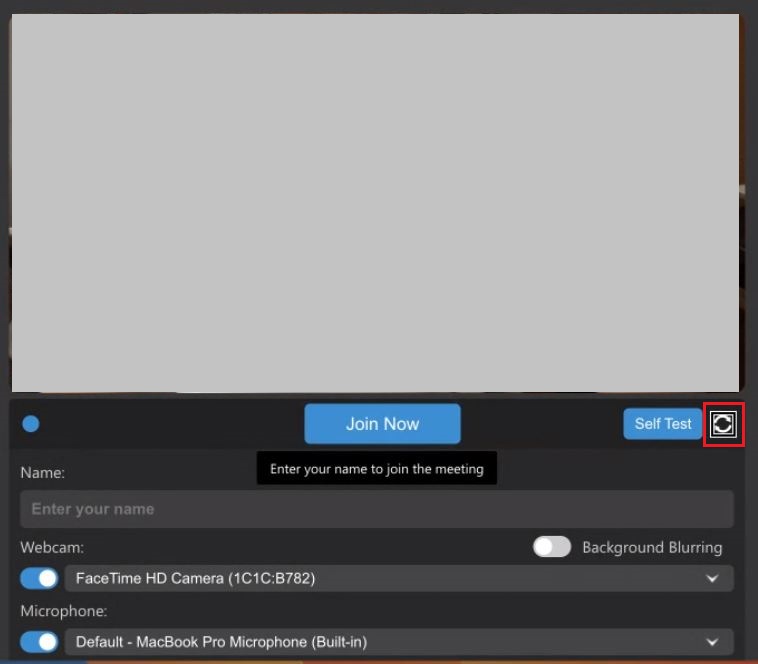 Join Now
Self Test
Enter your name to join the meeting
Name:
Enter your name
Webcam:
Background Blurring
FaceTime HD Camera (1C1C:B782)
Microphone:
Default - MacBook Pro Microphone (Built-in)